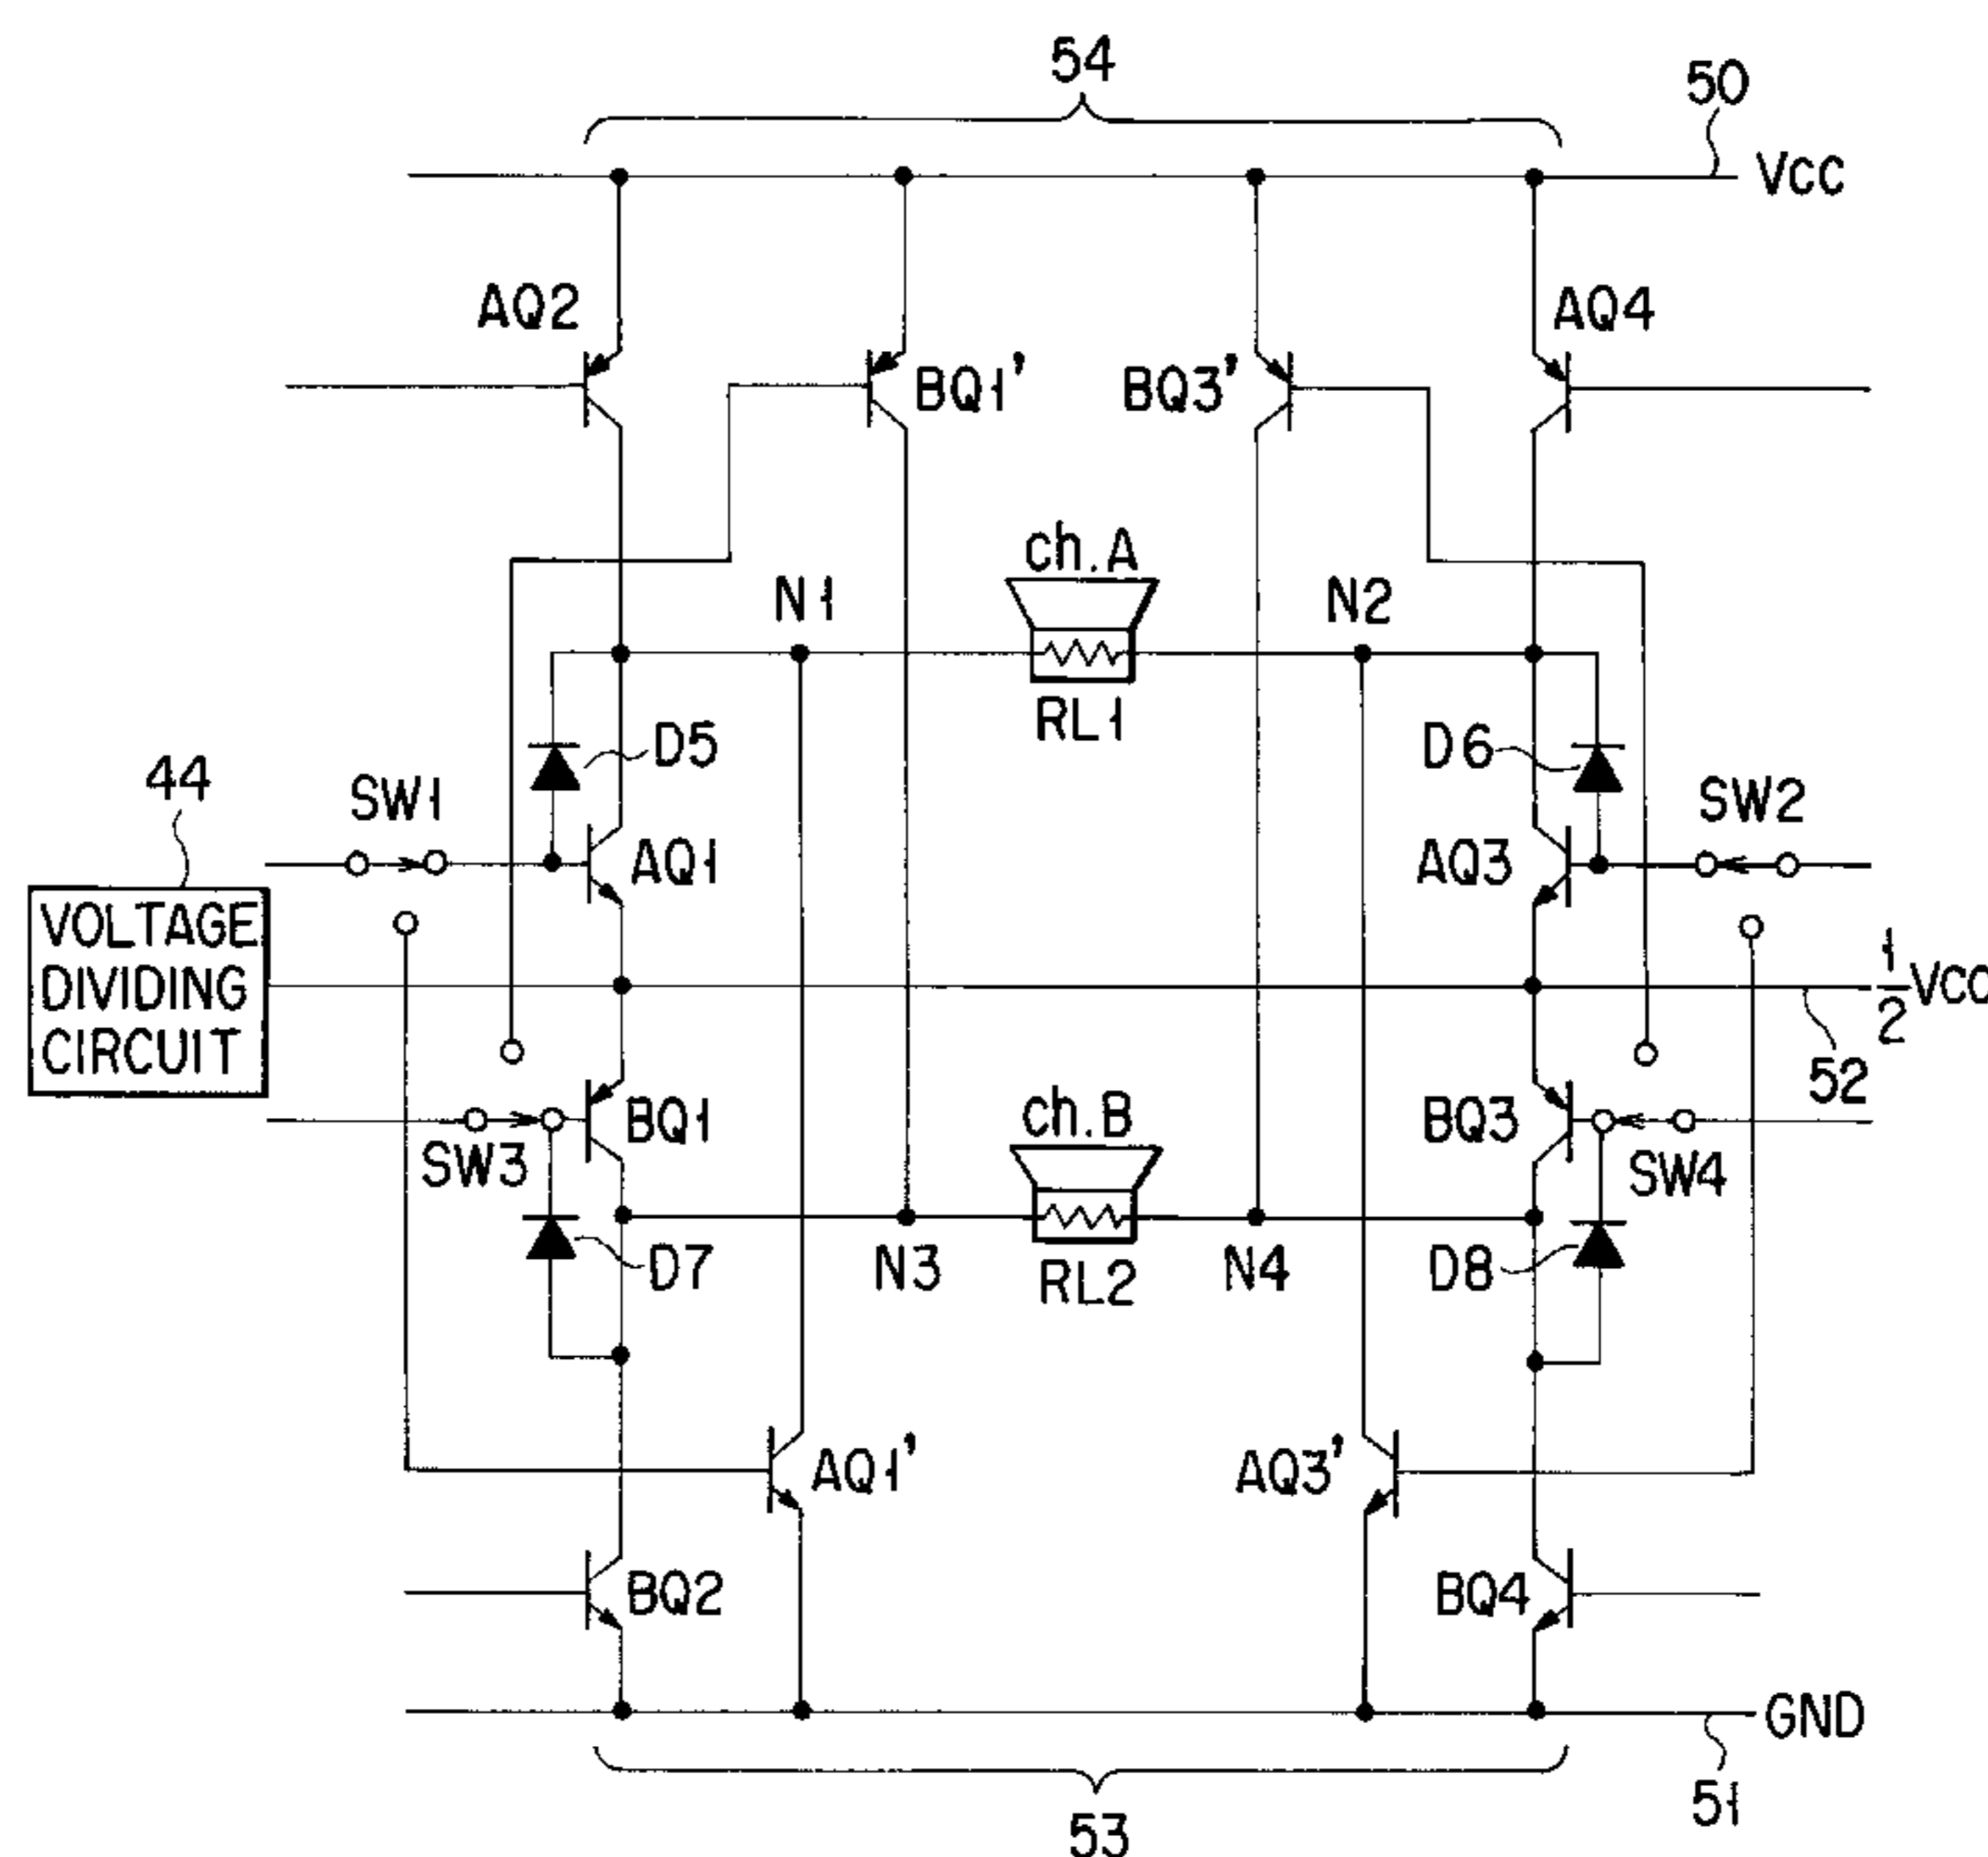 54
50
VCC
AQ2
AQ4
BQ1'
BQ3'
ch.A
N1
N2
RL1
D5
D6
44
SW1
SW2
AQ1
AQ3
VOLTAGE
DIVIDING
CIRCUIT
1/2 VCC
52
BQ1
ch.B
BQ3
SW3
SW4
D7
N3
RL2
N4
D8
AQ1'
AQ3'
BQ2
BQ4
GND
51
53